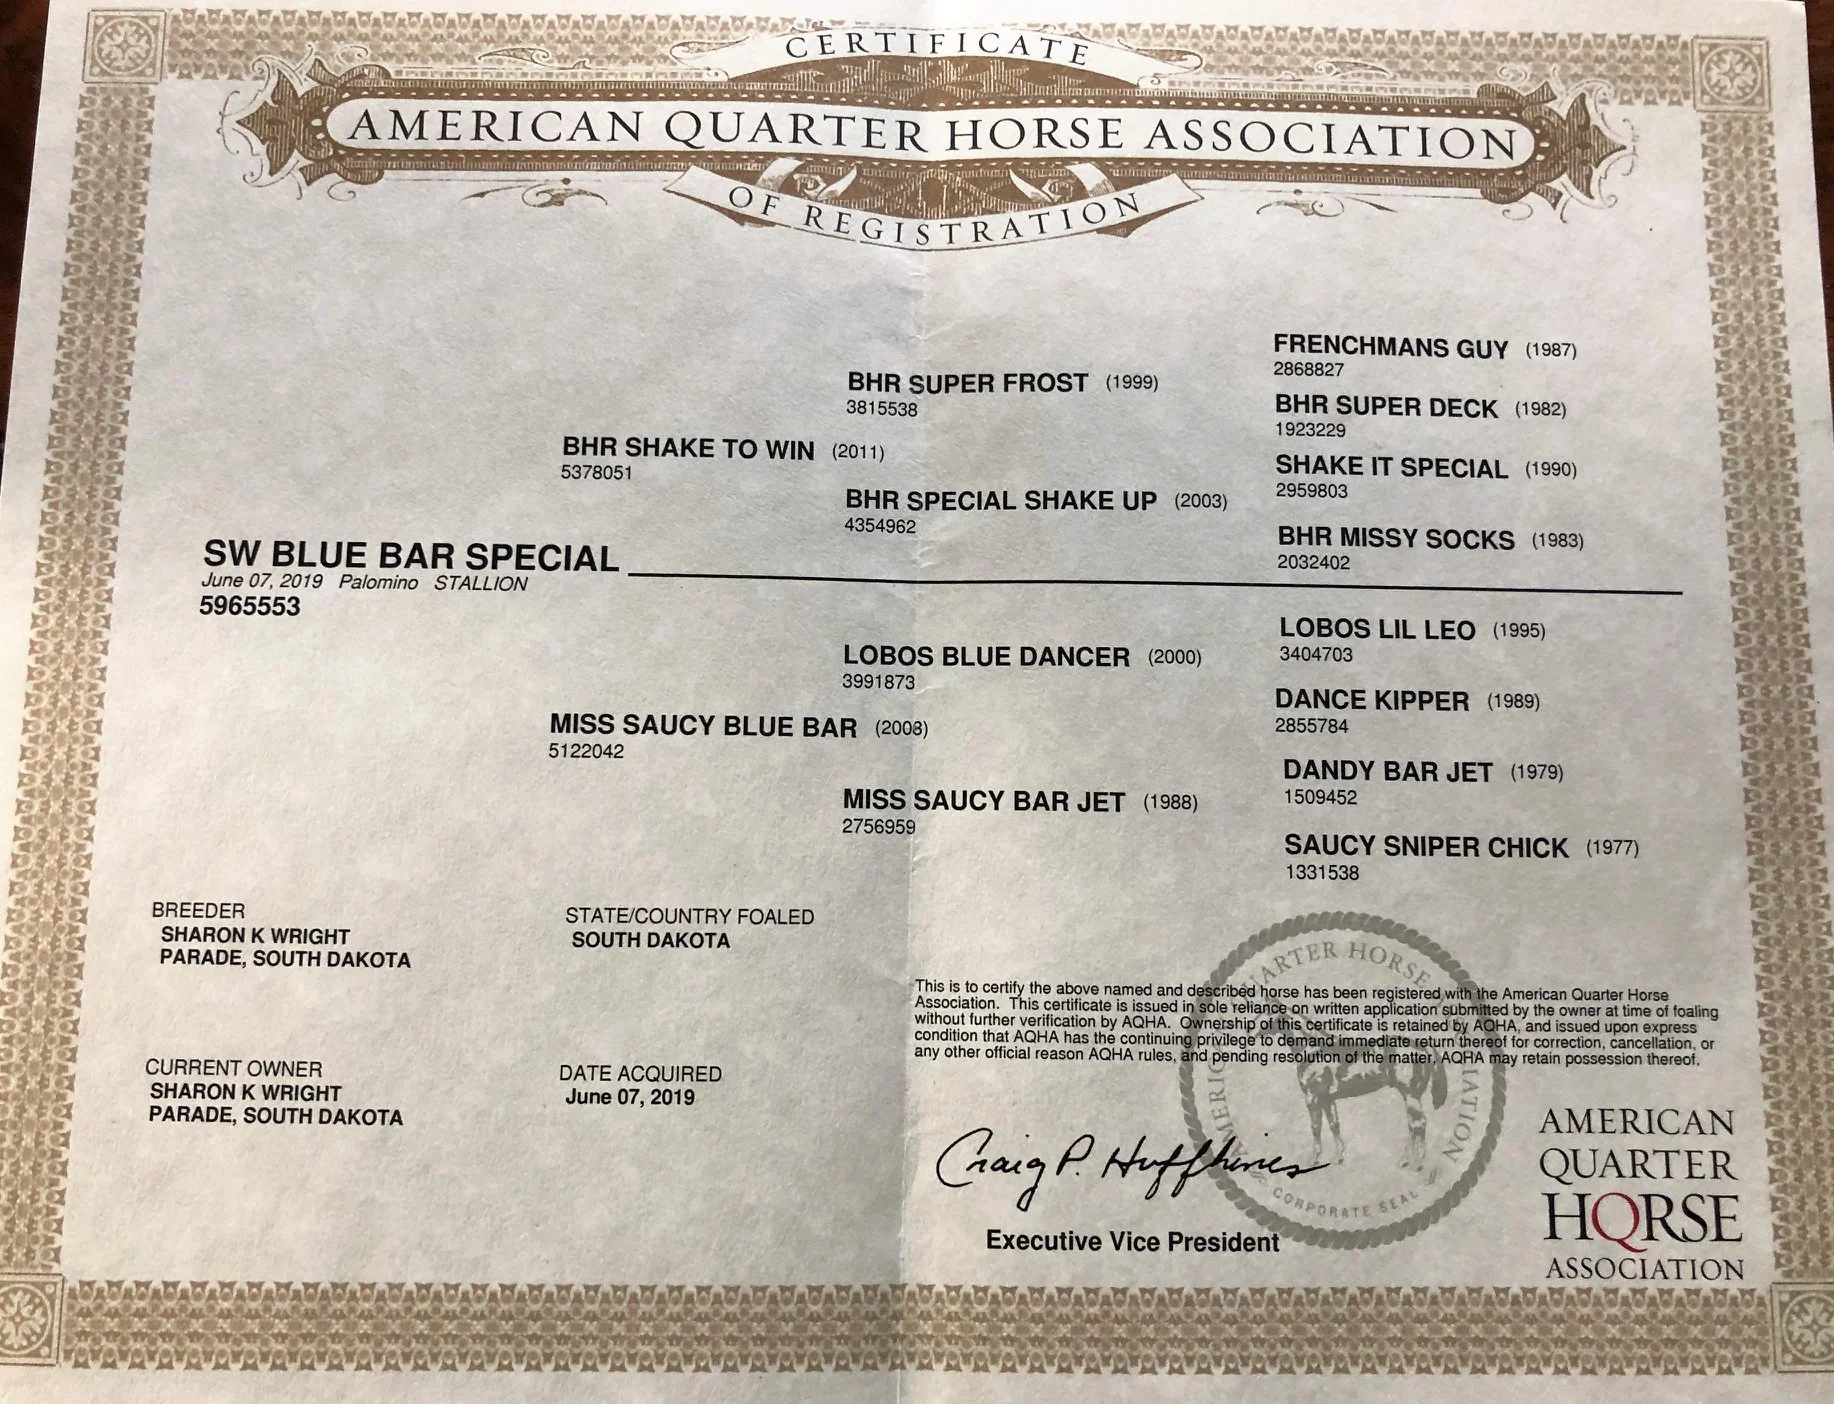 CERTIFICATE
AMERICAN QUARTER HORSE ASSOCIATION
OF REGISTRATION
FRENCHMANS GUY (1987)
2868827
BHR SUPER FROST (1999)
3815538
BHR SUPER DECK (1982)
1923229
BHR SHAKE TO WIN (2011)
5378051
SHAKE IT SPECIAL (1990)
2959803
BHR SPECIAL SHAKE UP (2003)
4354962
BHR MISSY SOCKS (1983)
2032402
SW BLUE BAR SPECIAL
June 07, 2019 Palomino STALLION
5965553
LOBOS LIL LEO (1995)
3404703
LOBOS BLUE DANCER (2000)
3991873
DANCE KIPPER (1989)
2855784
MISS SAUCY BLUE BAR (2008)
5122042
DANDY BAR JET (1979)
1509452
MISS SAUCY BAR JET (1988)
2756959
SAUCY SNIPER CHICK (1977)
1331538
BREEDER
SHARON K WRIGHT
PARADE, SOUTH DAKOTA
STATE/COUNTRY FOALED
SOUTH DAKOTA
This is to certify the above named and described horse has been registered with the American Quarter Horse
Association. This certificate is issued in sole reliance on written application submitted by the owner at time of foaling
without further verification by AQHA. Ownership of this certificate is retained by AQHA, and issued upon express
condition that AQHA has the continuing privilege to demand immediate return thereof for correction, cancellation, or
any other official reason AQHA rules, and pending resolution of the matter, AQHA may retain possession thereof.
CURRENT OWNER
SHARON K WRIGHT
PARADE, SOUTH DAKOTA
DATE ACQUIRED
June 07, 2019
Craig P. Huffhines
Executive Vice President
AMERICAN QUARTER HORSE ASSOCIATION
CORPORATE SEAL
AMERICAN
QUARTER
HORSE
ASSOCIATION